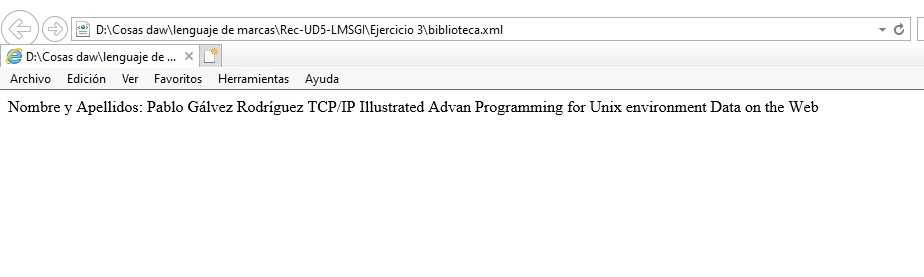 D:\Cosas daw\lenguaje de marcas\Rec-UD5-LMSGI\Ejercicio 3\biblioteca.xml
D:\Cosas daw\lenguaje de ...
Archivo Edición Ver Favoritos Herramientas Ayuda
Nombre y Apellidos: Pablo Gálvez Rodríguez TCP/IP Illustrated Advan Programming for Unix environment Data on the Web